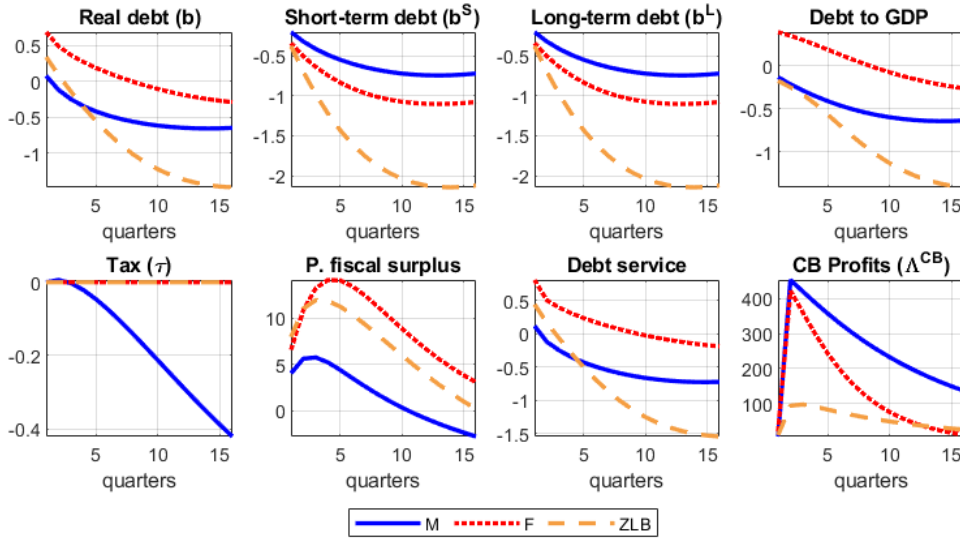 Real debt (b) Short-term debt (b^S) Long-term debt (b^L) Debt to GDP
0.5 0 -0.5 -1
-0.5 -1 -1.5 -2
-0.5 -1 -1.5 -2
0 -0.5 -1
5 10 15 5 10 15 5 10 15 5 10 15
quarters quarters quarters quarters
Tax (τ) P. fiscal surplus Debt service CB Profits (Λ^CB)
0 -0.2 -0.4
10 5 0
0.5 0 -0.5 -1 -1.5
400 300 200 100
5 10 15 5 10 15 5 10 15 5 10 15
quarters quarters quarters quarters
M F ZLB